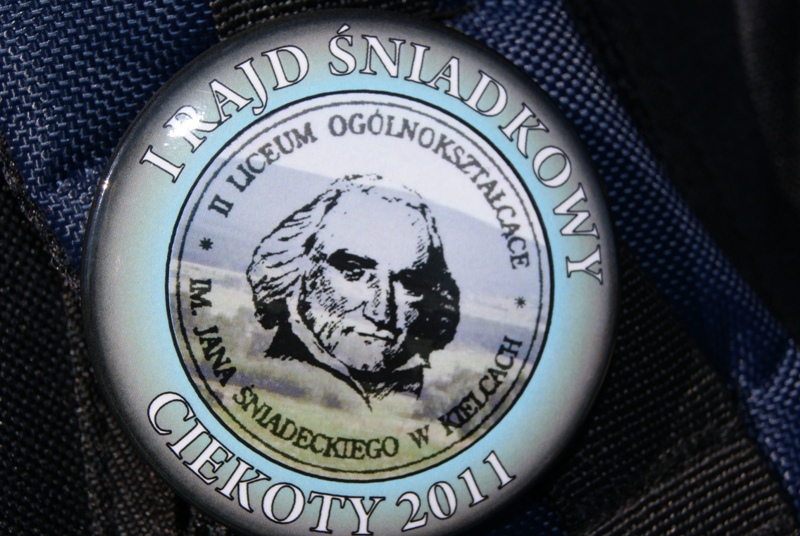 I RAJD ŚNIADKOWY
II LICEUM OGÓLNOKSZTAŁCĄCE
IM. JANA ŚNIADECKIEGO W KIELCACH
CIEKOTY 2011